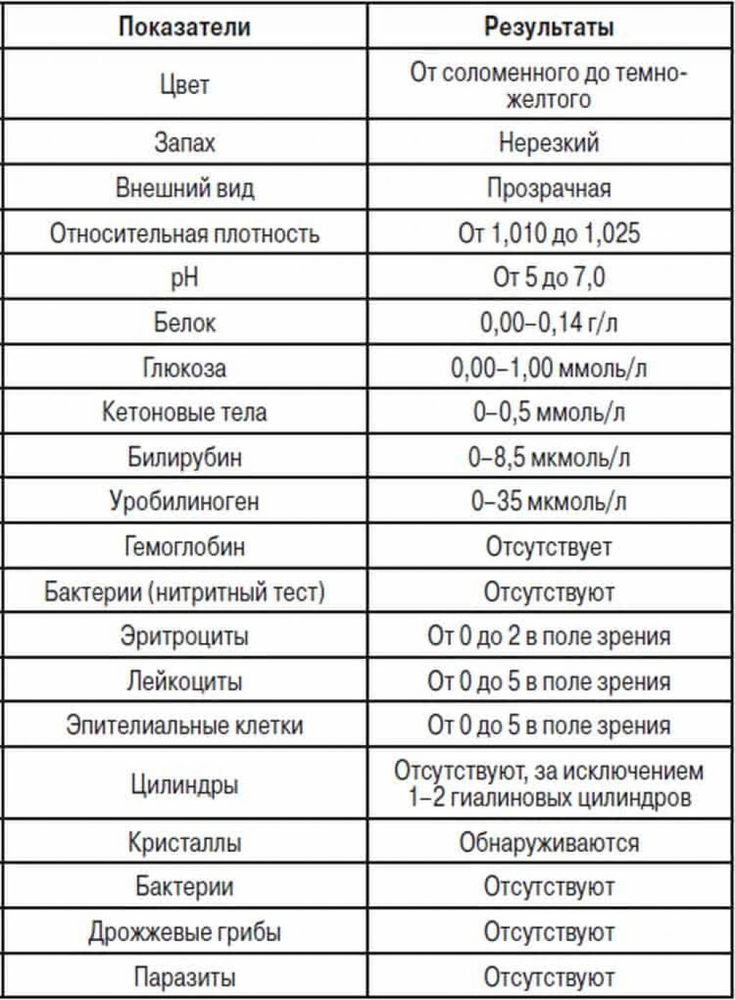 Показатели
Результаты
Цвет
От соломенного до темно-
желтого
Запах
Нерезкий
Внешний вид
Прозрачная
Относительная плотность
От 1,010 до 1,025
pH
От 5 до 7,0
Белок
0,00–0,14 г/л
Глюкоза
0,00–1,00 ммоль/л
Кетоновые тела
0–0,5 ммоль/л
Билирубин
0–8,5 мкмоль/л
Уробилиноген
0–35 мкмоль/л
Гемоглобин
Отсутствует
Бактерии (нитритный тест)
Отсутствуют
Эритроциты
От 0 до 2 в поле зрения
Лейкоциты
От 0 до 5 в поле зрения
Эпителиальные клетки
От 0 до 5 в поле зрения
Цилиндры
Отсутствуют, за исключением
1–2 гиалиновых цилиндров
Кристаллы
Обнаруживаются
Бактерии
Отсутствуют
Дрожжевые грибы
Отсутствуют
Паразиты
Отсутствуют